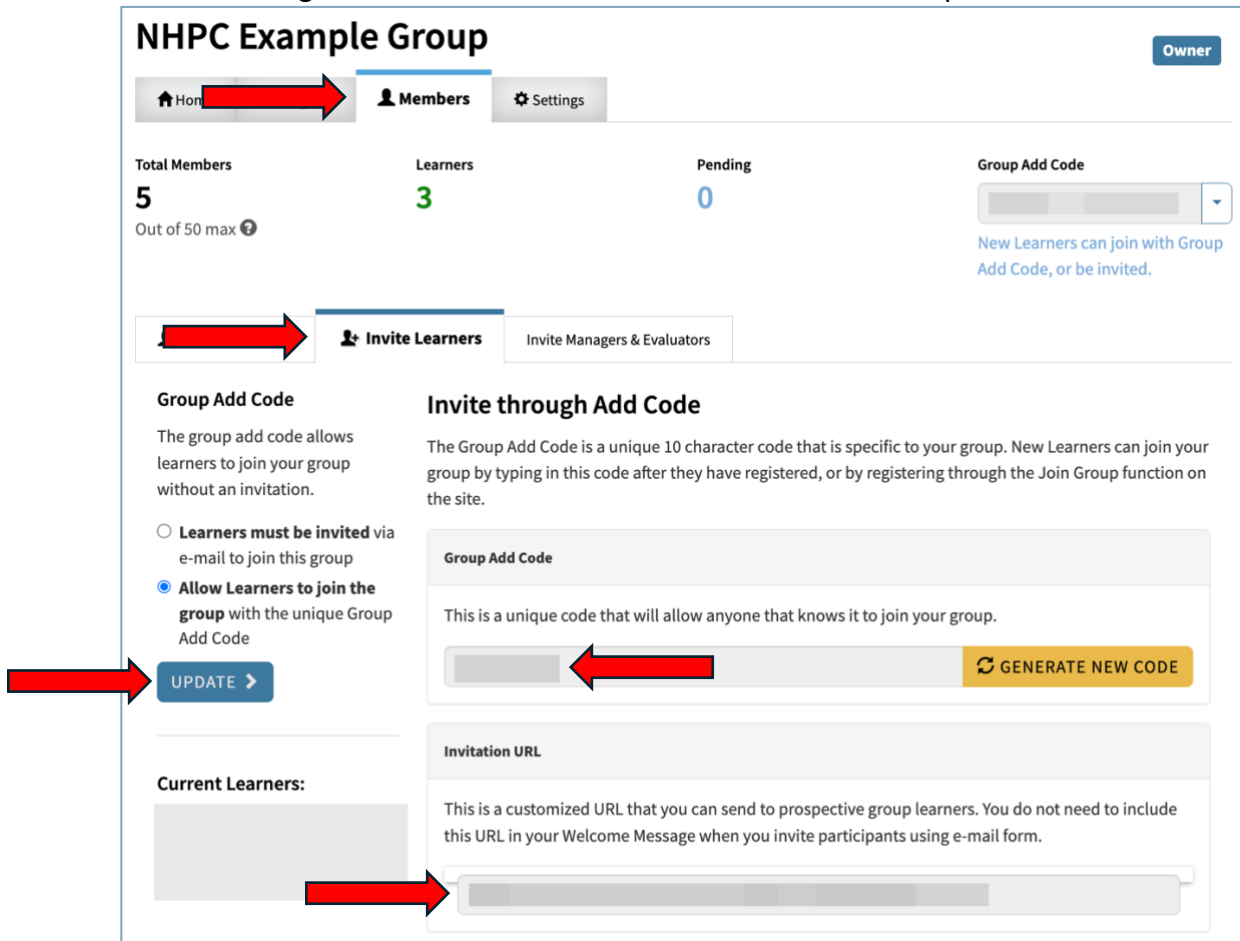 NHPC Example Group
Owner
Members
Settings
Total Members
Learners
Pending
Group Add Code
5
3
0
Out of 50 max
New Learners can join with Group
Add Code, or be invited.
Invite Learners
Invite Managers & Evaluators
Group Add Code
The group add code allows
learners to join your group
without an invitation.
Learners must be invited via
e-mail to join this group
Allow Learners to join the
group with the unique Group
Add Code
UPDATE
Current Learners:
Invite through Add Code
The Group Add Code is a unique 10 character code that is specific to your group. New Learners can join your
group by typing in this code after they have registered, or by registering through the Join Group function on
the site.
Group Add Code
This is a unique code that will allow anyone that knows it to join your group.
GENERATE NEW CODE
Invitation URL
This is a customized URL that you can send to prospective group learners. You do not need to include
this URL in your Welcome Message when you invite participants using e-mail form.